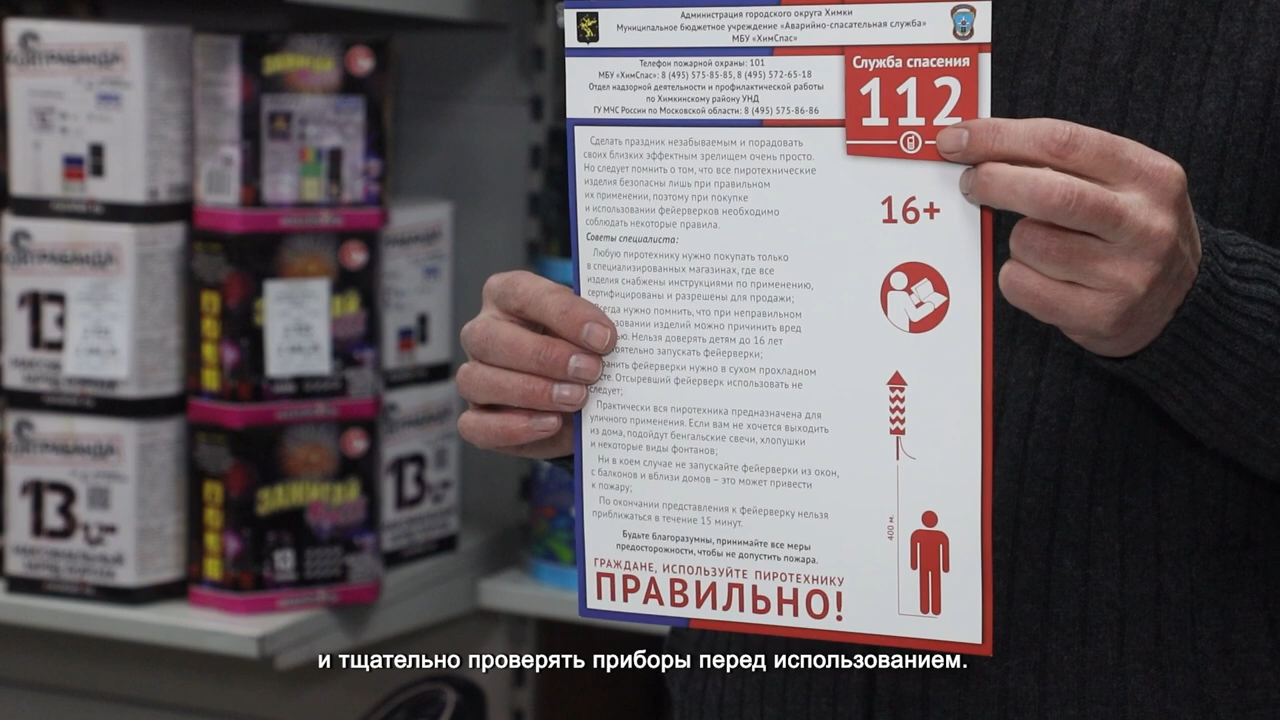 Администрация городского округа Химки
Муниципальное бюджетное учреждение «Аварийно-спасательная служба»
МБУ «ХимСпас»
Телефон пожарной охраны: 101
МБУ «ХимСпас»: 8 (495) 575-85-85, 8 (495) 572-65-18
Отдел надзорной деятельности и профилактической работы
по Химкинскому району УНД
ГУ МЧС России по Московской области: 8 (495) 575-86-86
Служба спасения
112
Сделать праздник незабываемым и порадовать
своих близких эффектным зрелищем очень просто.
Но следует помнить о том, что все пиротехнические
изделия безопасны лишь при правильном
их применении, поэтому при покупке
и использовании фейерверков необходимо
соблюдать некоторые правила.
Советы специалиста:
Любую пиротехнику нужно покупать только
в специализированных магазинах, где все
изделия снабжены инструкциями по применению,
сертифицированы и разрешены для продажи;
нужно помнить, что при неправильном
изделий можно причинить вред
Нельзя доверять детям до 16 лет
запускать фейерверки;
фейерверки нужно в сухом прохладном
Отсыревший фейерверк использовать не
следует;
Практически вся пиротехника предназначена для
уличного применения. Если вам не хочется выходить
из дома, подойдут бенгальские свечи, хлопушки
и некоторые виды фонтанов;
Ни в коем случае не запускайте фейерверки из окон,
с балконов и вблизи домов – это может привести
к пожару;
По окончании представления к фейерверку нельзя
приближаться в течение 15 минут.
Будьте благоразумны, принимайте все меры
предосторожности, чтобы не допустить пожара.
ГРАЖДАНЕ, ИСПОЛЬЗУЙТЕ ПИРОТЕХНИКУ
ПРАВИЛЬНО!
16+
400 м.
13
13
13
и тщательно проверять приборы перед использованием.